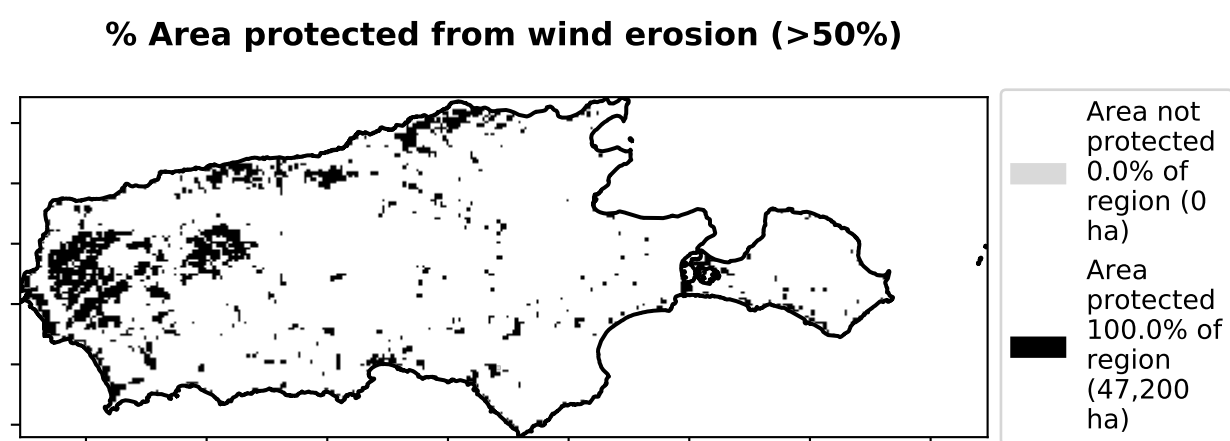 % Area protected from wind erosion (>50%)
Area not
protected
0.0% of
region (0
ha)
Area
protected
100.0% of
region
(47,200
ha)